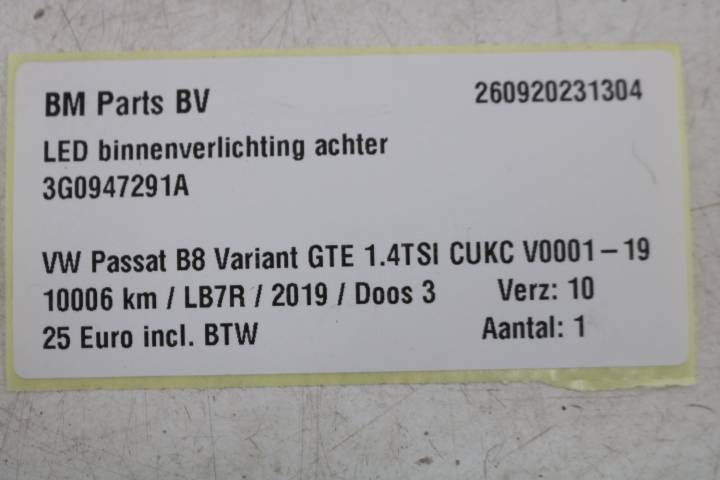 BM Parts BV 260920231304
LED binnenverlichting achter
3G0947291A
VW Passat B8 Variant GTE 1.4TSI CUKC V0001-19
10006 km / LB7R / 2019 / Doos 3 Verz: 10
25 Euro incl. BTW Aantal: 1